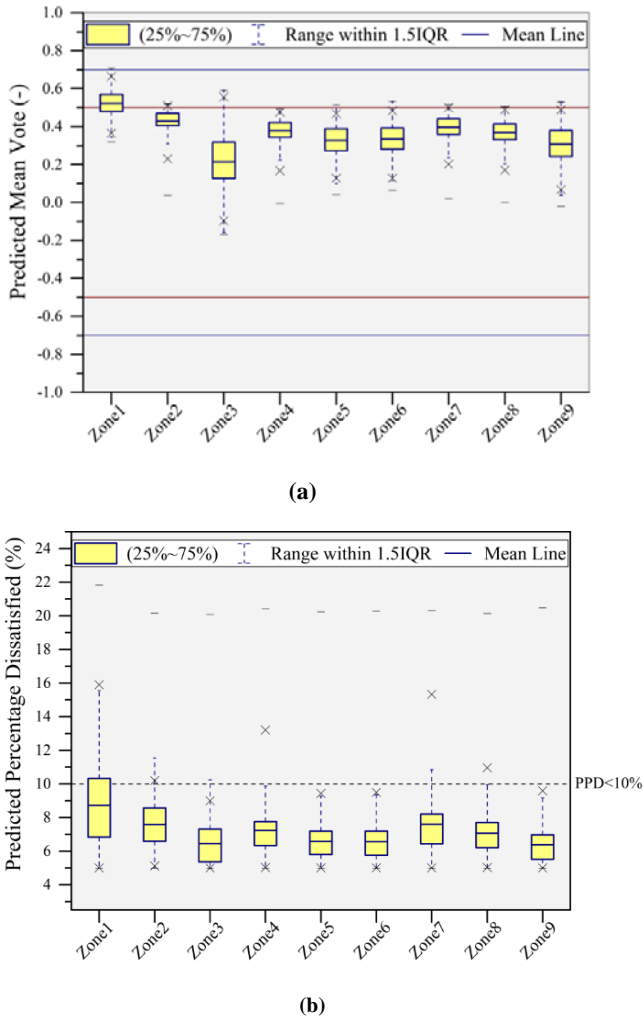 1.0
(25%~75%) Range within 1.5IQR Mean Line
0.8
0.6
0.4
0.2
0.0
-0.2
-0.4
-0.6
-0.8
-1.0
Predicted Mean Vote (-)
Zone1 Zone2 Zone3 Zone4 Zone5 Zone6 Zone7 Zone8 Zone9
(a)
24
(25%~75%) Range within 1.5IQR Mean Line
22
20
18
16
14
12
10
PPD<10%
8
6
4
Predicted Percentage Dissatisfied (%)
Zone1 Zone2 Zone3 Zone4 Zone5 Zone6 Zone7 Zone8 Zone9
(b)